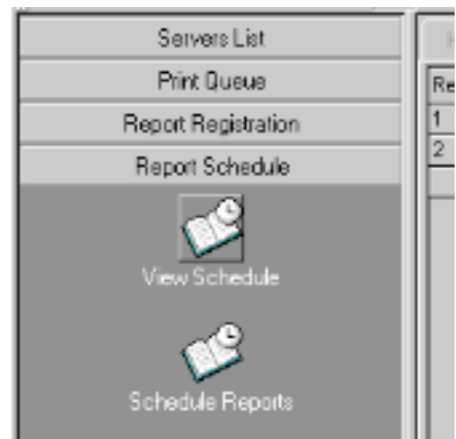 Servers List
Print Queue
Report Registration
Report Schedule
View Schedule
Schedule Reports
Re
1
2